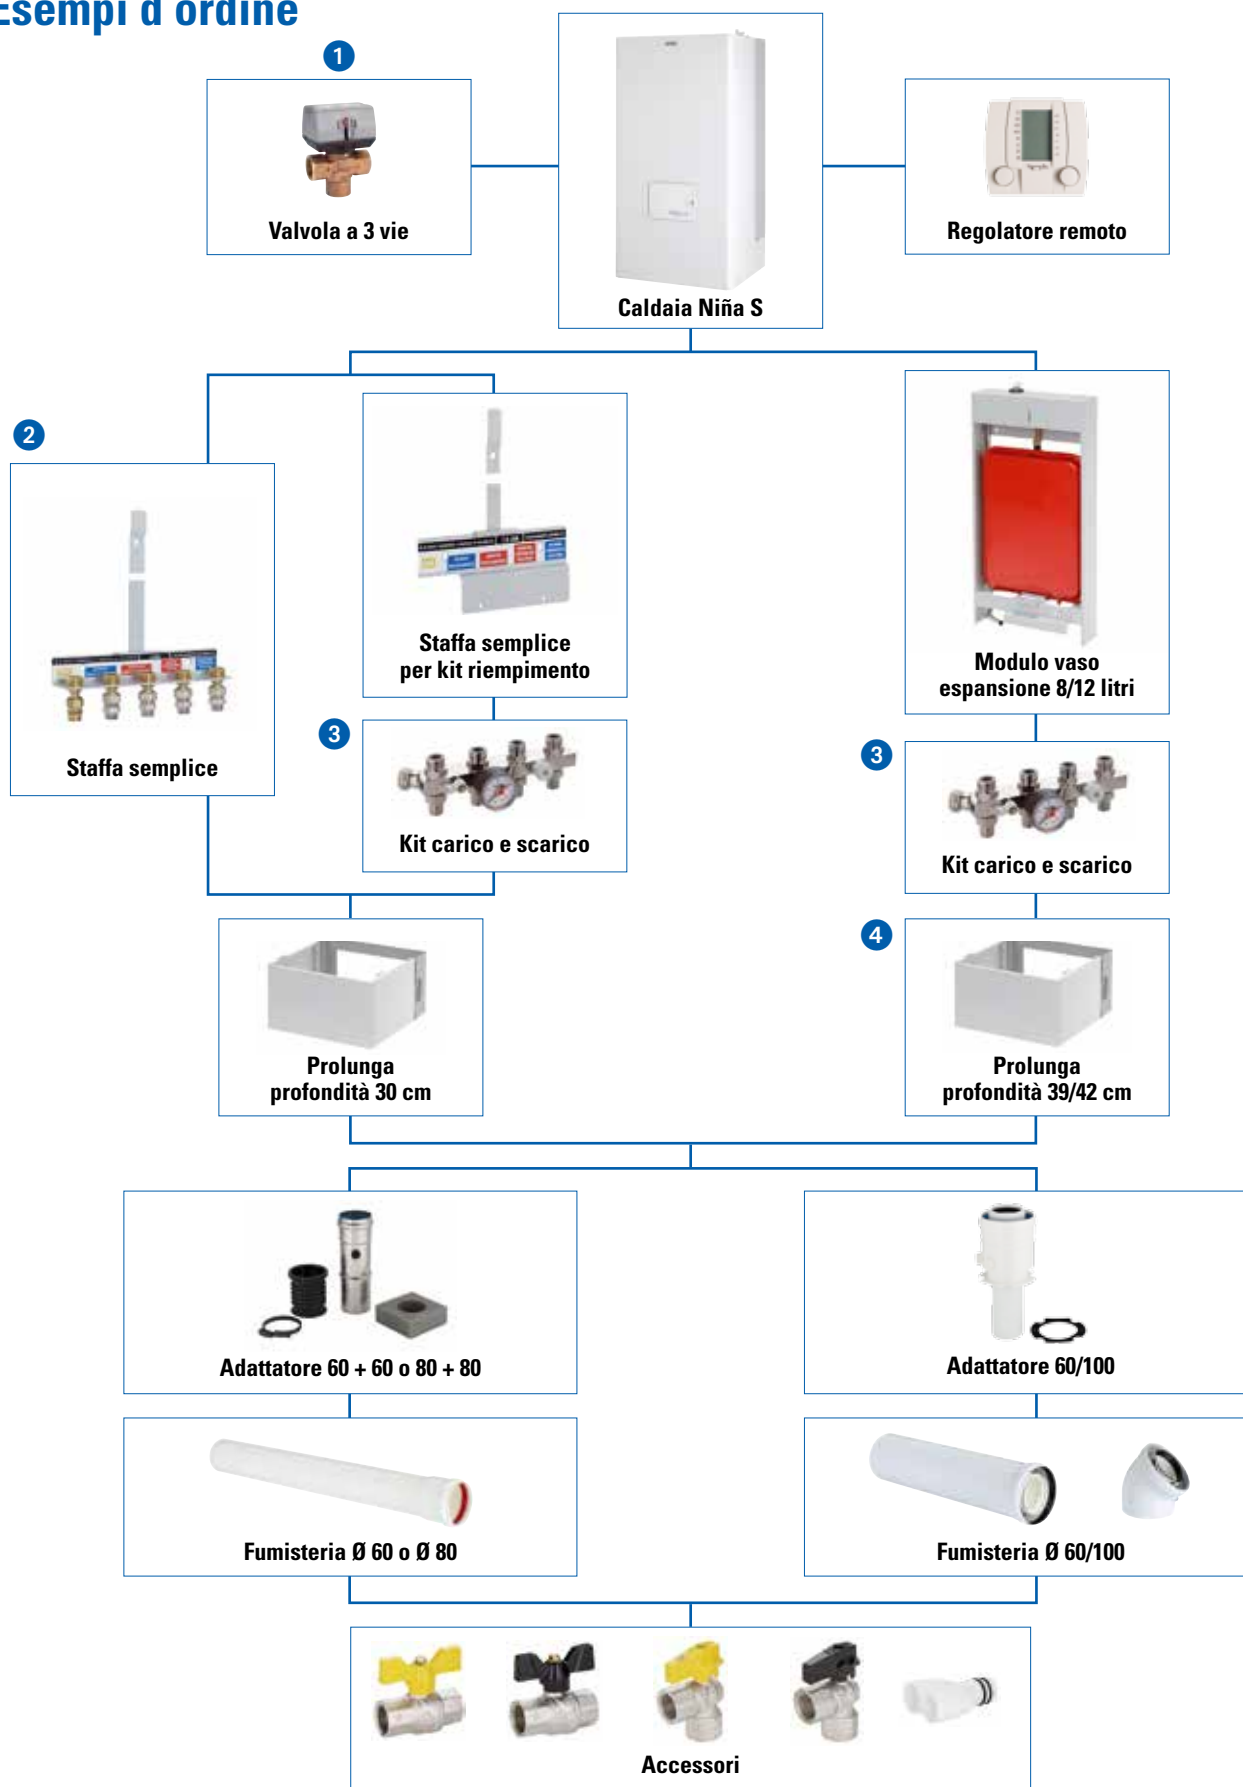 Esempi d'ordine
1
Valvola a 3 vie
Caldaia Niña S
Regolatore remoto
2
Staffa semplice
Staffa semplice
per kit riempimento
3
Kit carico e scarico
Modulo vaso
espansione 8/12 litri
3
Kit carico e scarico
Prolunga
profondità 30 cm
4
Prolunga
profondità 39/42 cm
Adattatore 60 + 60 o 80 + 80
Adattatore 60/100
Fumisteria Ø 60 o Ø 80
Fumisteria Ø 60/100
Accessori